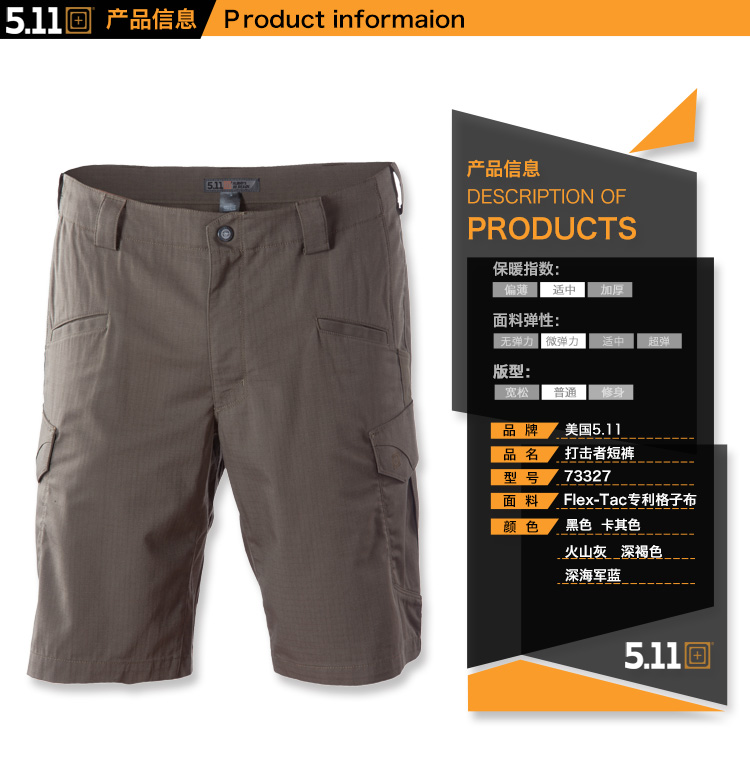 5.11 产品信息 Product informaion
5.11
产品信息
DESCRIPTION OF
PRODUCTS
保暖指数:
偏薄 适中 加厚
面料弹性:
无弹力 微弹力 适中 超弹
版型:
宽松 普通 修身
品 牌 美国5.11
品 名 打击者短裤
型 号 73327
面 料 Flex-Tac专利格子布
颜 色 黑色 卡其色
火山灰 深褐色
深海军蓝
5.11